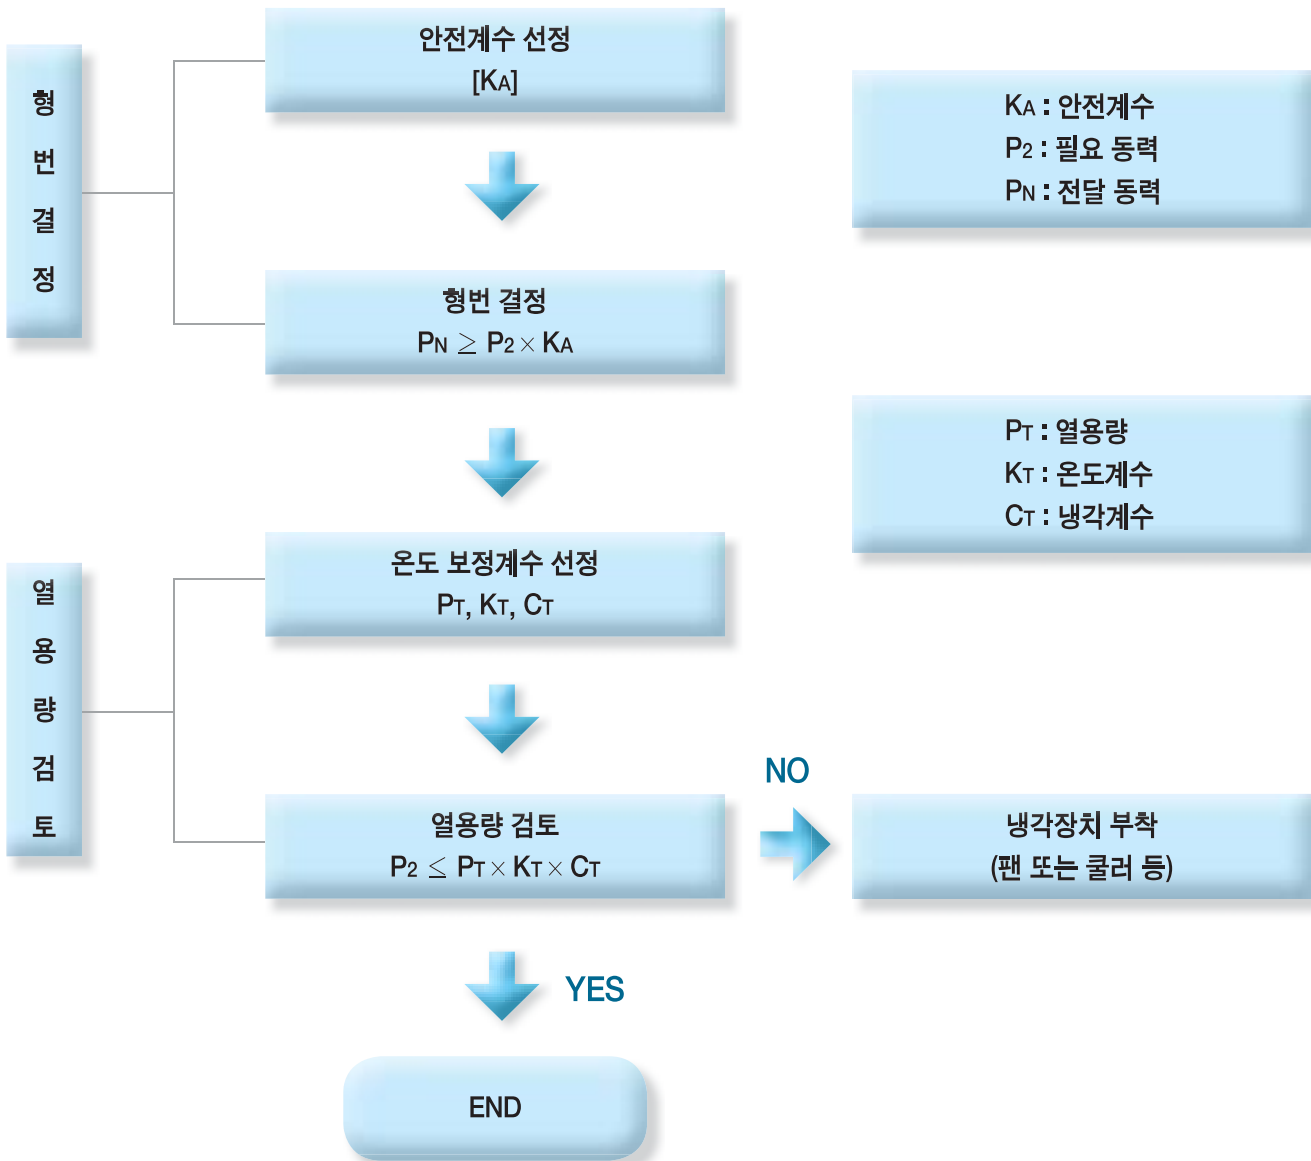 형번결정
안전계수 선정
[KA]
KA : 안전계수
P2 : 필요 동력
PN : 전달 동력
형번 결정
PN ≥ P2 × KA
PT : 열용량
KT : 온도계수
CT : 냉각계수
열용량검토
온도 보정계수 선정
PT, KT, CT
열용량 검토
P2 ≤ PT × KT × CT
NO
냉각장치 부착
(팬 또는 쿨러 등)
YES
END